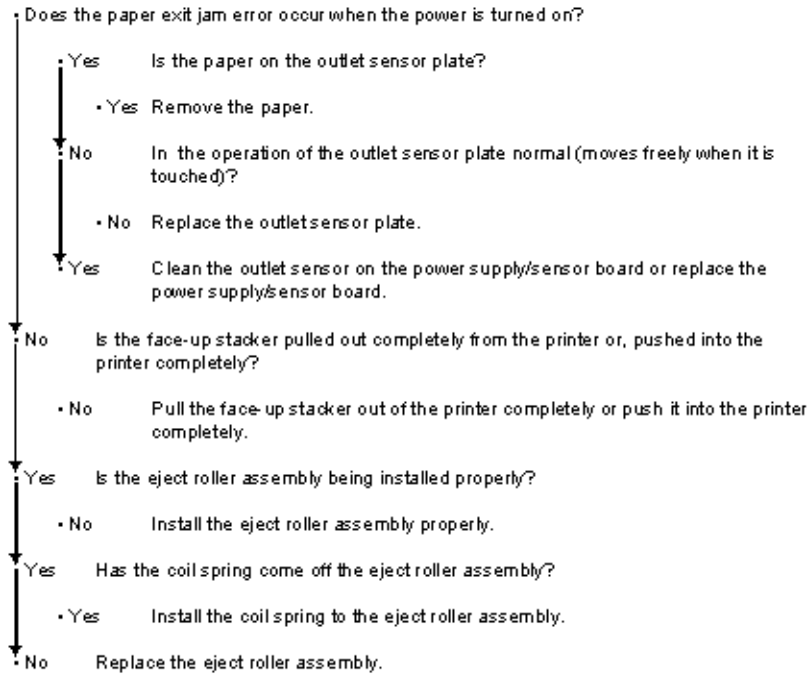 • Does the paper exit jam error occur when the power is turned on?
• Yes Is the paper on the outlet sensor plate?
• Yes Remove the paper.
• No In the operation of the outlet sensor plate normal (moves freely when it is
touched)?
• No Replace the outlet sensor plate.
• Yes Clean the outlet sensor on the power supply/sensor board or replace the
power supply/sensor board.
• No Is the face-up stacker pulled out completely from the printer or, pushed into the
printer completely?
• No Pull the face-up stacker out of the printer completely or push it into the printer
completely.
• Yes Is the eject roller assembly being installed properly?
• No Install the eject roller assembly properly.
Yes Has the coil spring come off the eject roller assembly?
• Yes Install the coil spring to the eject roller assembly.
• No Replace the eject roller assembly.